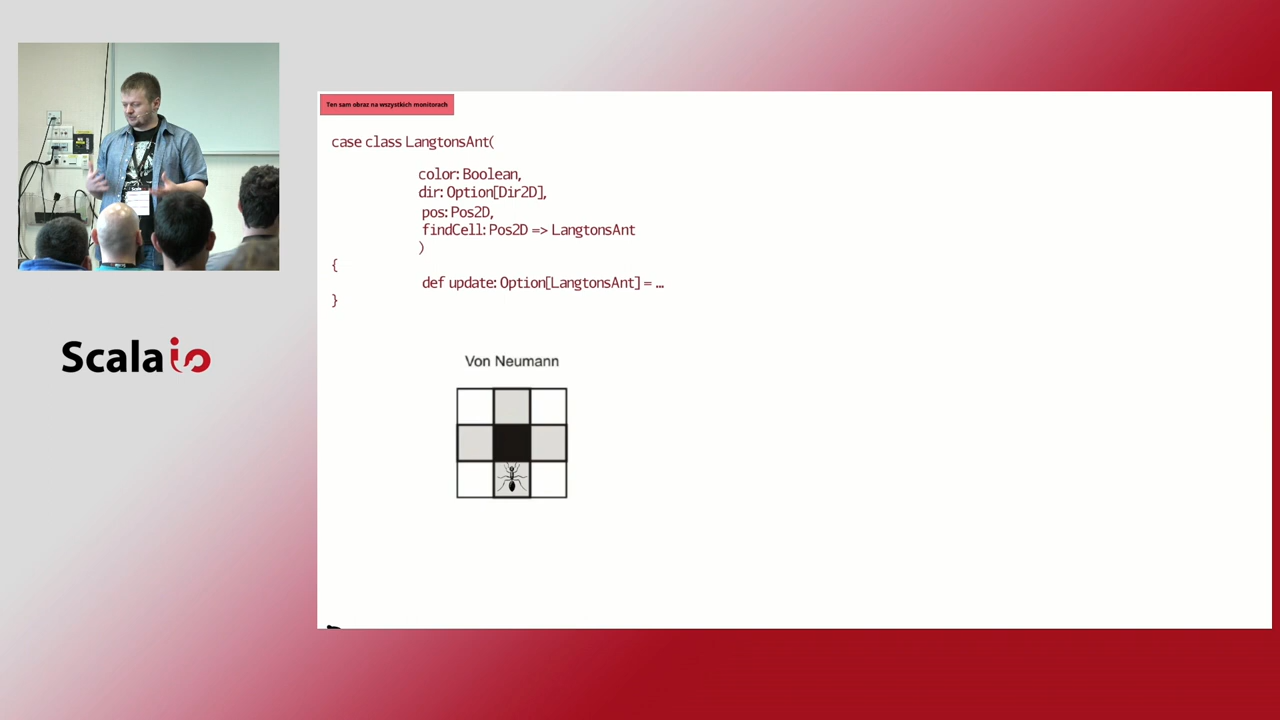 Ten sam obraz na wszystkich monitorach
case class LangtonsAnt(
color: Boolean,
dir: Option[Dir2D],
pos: Pos2D,
findCell: Pos2D => LangtonsAnt
)
{
def update: Option[LangtonsAnt] = ...
}
Scala io
Von Neumann